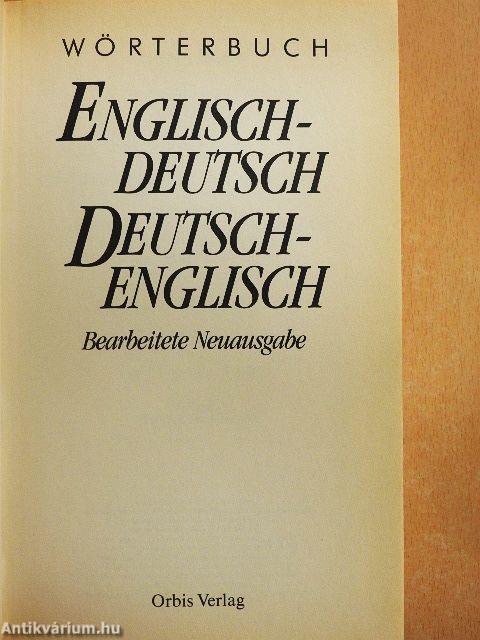 WÖRTERBUCH
ENGLISCH-
DEUTSCH
DEUTSCH-
ENGLISCH
Bearbeitete Neuausgabe
Orbis Verlag
Antikvárium.hu